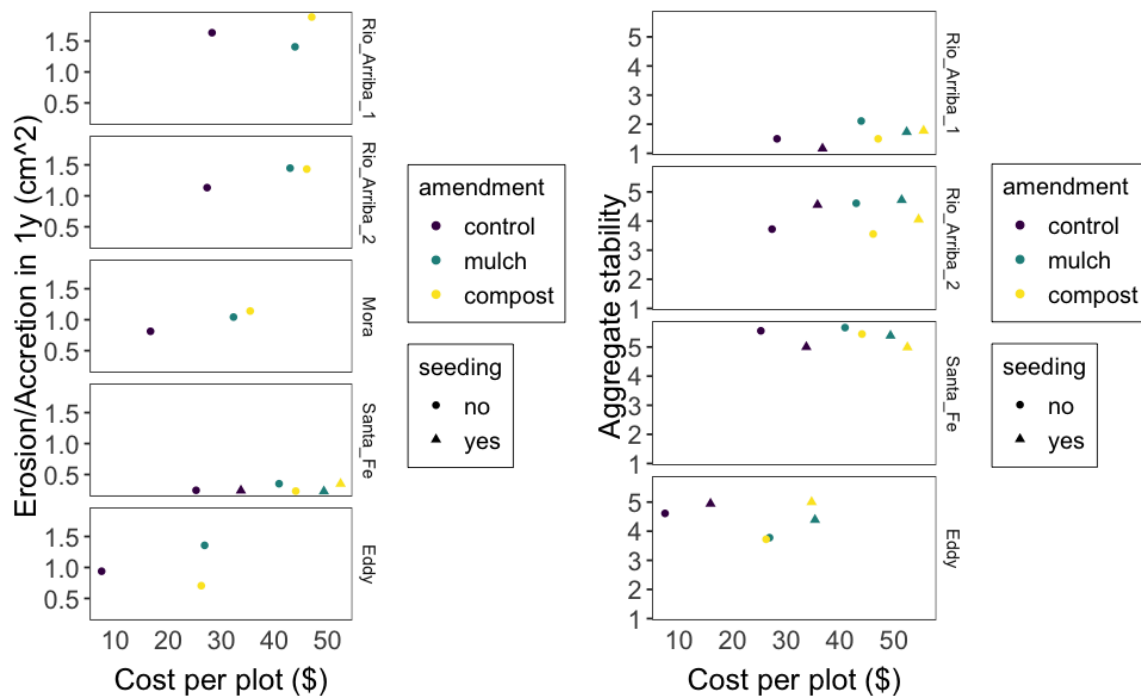 Erosion/Accretion in 1y (cm^2)
1.5
1.0
0.5
Rio_Arriba_1
1.5
1.0
0.5
Rio_Arriba_2
1.5
1.0
0.5
Mora
1.5
1.0
0.5
Santa_Fe
1.5
1.0
0.5
Eddy
10 20 30 40 50
Cost per plot ($)
amendment
control
mulch
compost
seeding
no
yes
Aggregate stability
5
4
3
2
1
Rio_Arriba_1
5
4
3
2
1
Rio_Arriba_2
5
4
3
2
1
Santa_Fe
5
4
3
2
1
Eddy
10 20 30 40 50
Cost per plot ($)
amendment
control
mulch
compost
seeding
no
yes